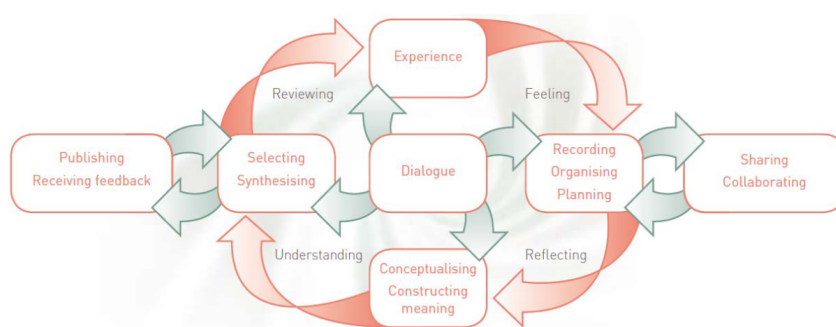 Experience
Reviewing
Feeling
Publishing
Receiving feedback
Selecting
Synthesising
Dialogue
Recording
Organising
Planning
Sharing
Collaborating
Understanding
Reflecting
Conceptualising
Constructing
meaning